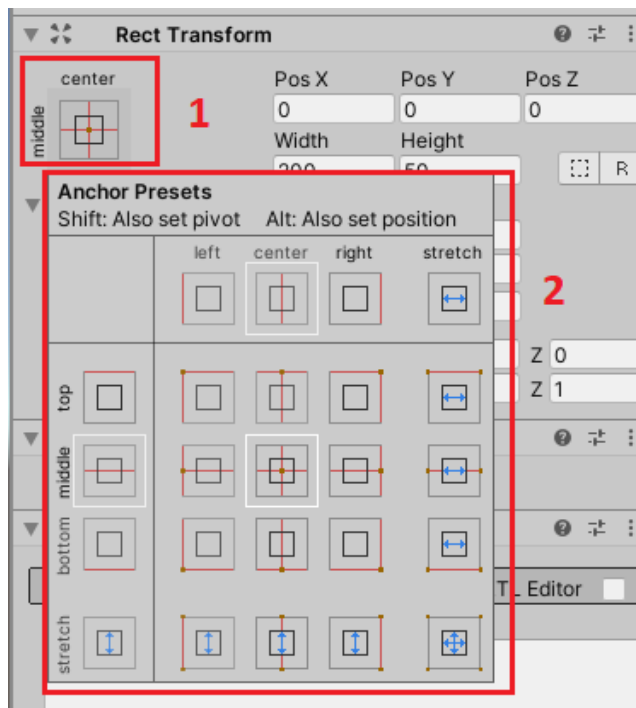 Rect Transform
center
middle
1
Pos X Pos Y Pos Z
0 0 0
Width Height
R
Anchor Presets
Shift: Also set pivot Alt: Also set position
left center right stretch
2
Z 0
top
Z 1
middle
bottom
TL Editor
stretch